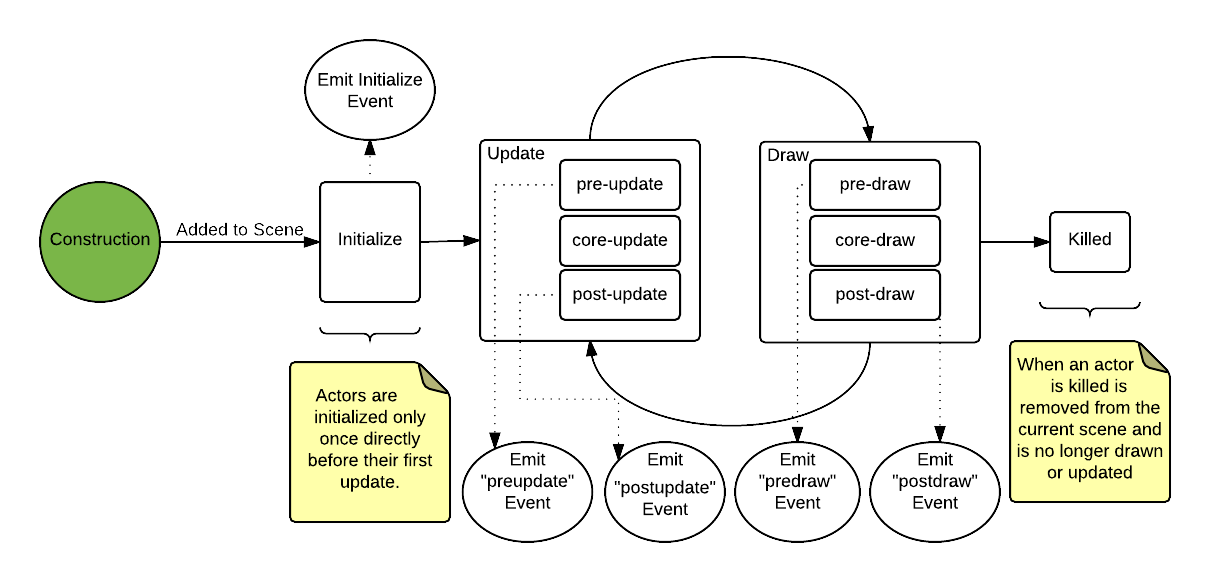 Emit Initialize
Event
Construction
Added to Scene
Initialize
Update
pre-update
core-update
post-update
Draw
pre-draw
core-draw
post-draw
Killed
Actors are
initialized only
once directly
before their first
update.
Emit
"preupdate"
Event
Emit
"postupdate"
Event
Emit
"predraw"
Event
Emit
"postdraw"
Event
When an actor
is killed is
removed from the
current scene and
is no longer drawn
or updated